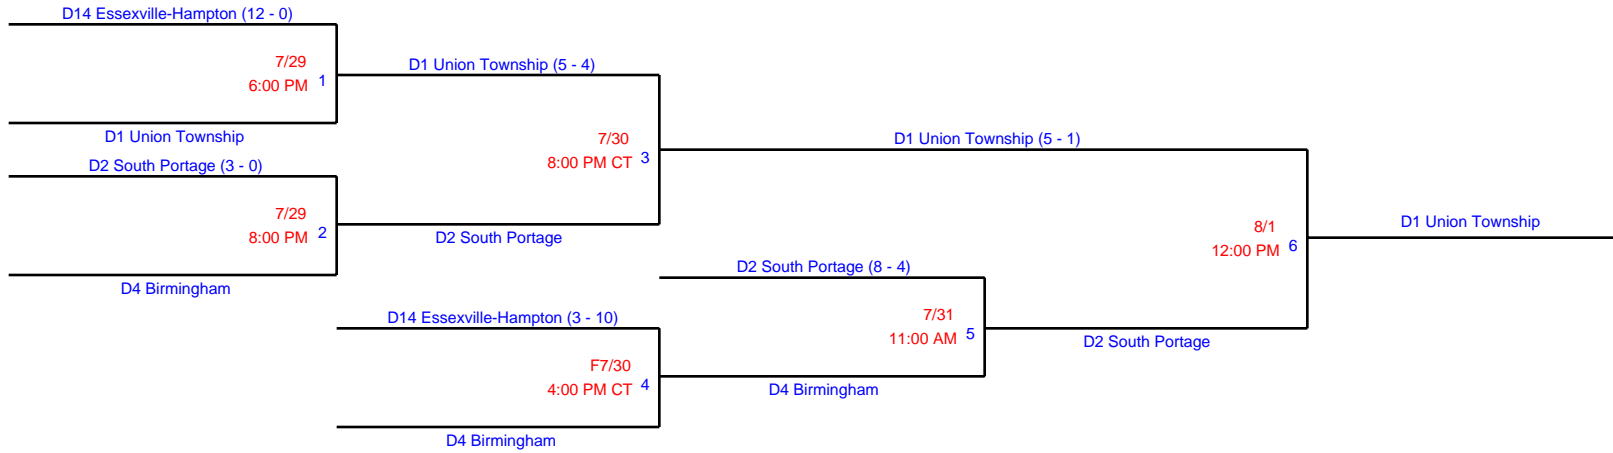 D14 Essexville-Hampton (12 - 0)
7/29
6:00 PM 1
D1 Union Township
D1 Union Township (5 - 4)
D2 South Portage (3 - 0)
7/29
8:00 PM 2
D4 Birmingham
7/30
8:00 PM CT 3
D2 South Portage
D1 Union Township (5 - 1)
D14 Essexville-Hampton (3 - 10)
F7/30
4:00 PM CT 4
D4 Birmingham
D2 South Portage (8 - 4)
7/31
11:00 AM 5
D4 Birmingham
8/1
12:00 PM 6
D2 South Portage
D1 Union Township